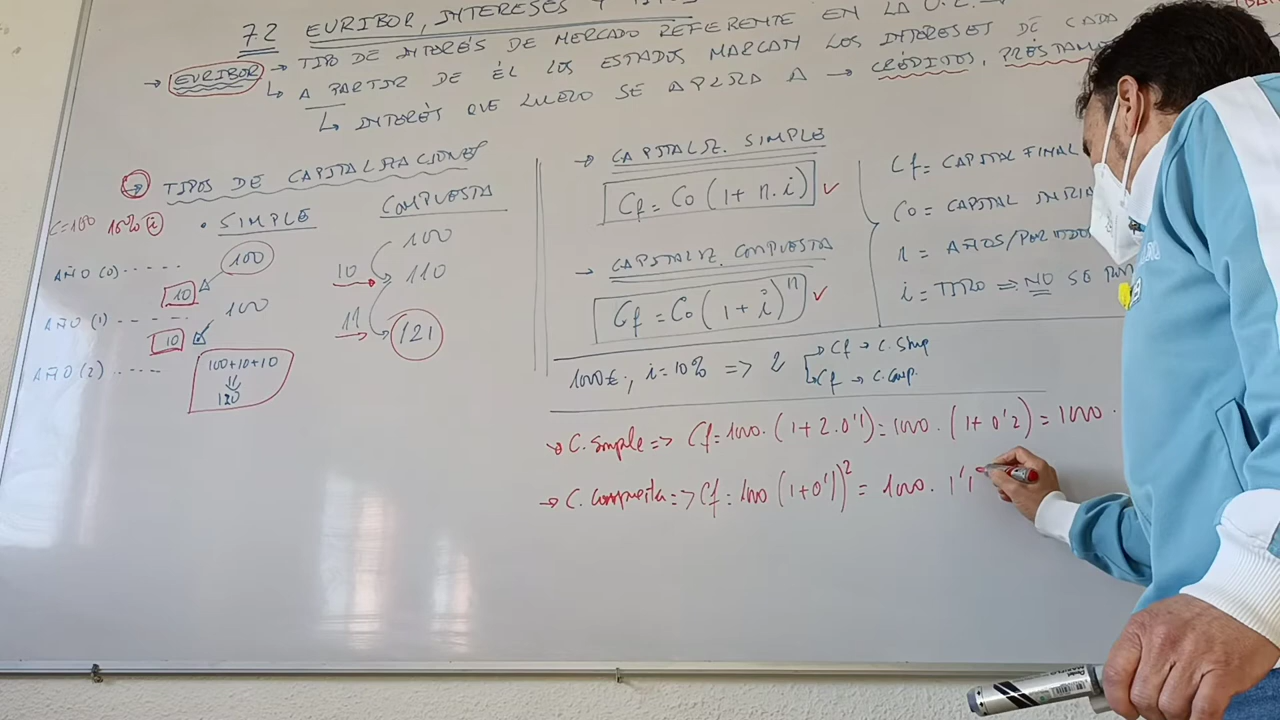 72 EURIBOR, INTERESES Y
→ EURIBOR → TIPO DE INTERÉS DE MERCADO REFERENTE EN LA U.E.
↳ A PARTIR DE ÉL LOS ESTADOS MARCAN LOS INTERESES DE CADA
↳ INTERÉS QUE LUEGO SE APLICA A → CRÉDITOS, PRÉSTAMO
→ TIPOS DE CAPITALIZACIONES
C=100 10% i
• SIMPLE
COMPUESTA
AÑO (0) ..... 100
100
10
10
AÑO (1) ...... 100
110
10
11
AÑO (2) ..... 100+10+10
120
121
→ CAPITALIZ. SIMPLE
Cf = Co (1 + n.i) ✓
→ CAPITALIZ. COMPUESTA
Cf = Co (1 + i)ⁿ ✓
Cf = CAPITAL FINAL
Co = CAPITAL INICIA
= AÑOS/PERIODO
i = TIPO => NO SE
1000€; i=10% => 2
Cf → C. Simp
Cf → C. Comp.
→ C. Simple => Cf = 1000. (1+2.0'1) = 1000. (1+0'2) = 1000.
→ C. Compuesta => Cf = 1000 (1+0'1)² = 1000. 1'1